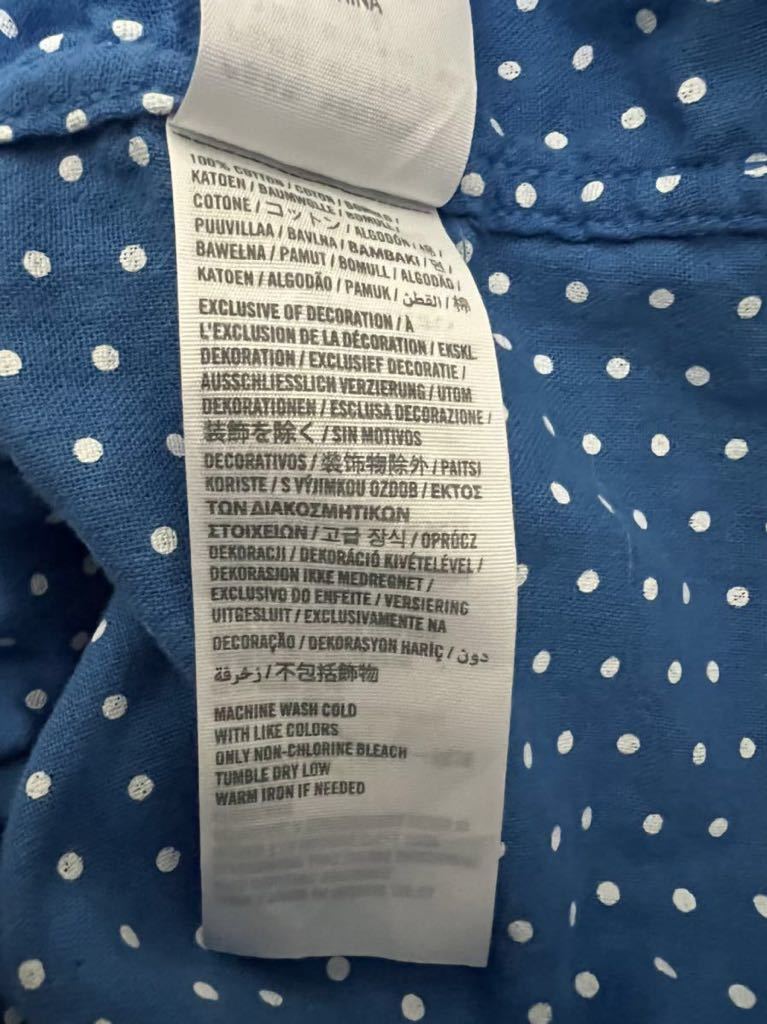 100% COTTON / COTON /
KATOEN / BAUMWOLLE / BOMULL /
COTONE / コットン / ALGODÓN / 棉 /
PUUVILLAA / BAVLNA / ΒΑΜΒΑΚΙ / 면 /
BAWEŁNA / PAMUT / BOMULL / ALGODÃO /
KATOEN / ALGODÃO / PAMUK / القطن / 棉
EXCLUSIVE OF DECORATION / À
L'EXCLUSION DE LA DÉCORATION / EKSKL.
DEKORATION / EXCLUSIEF DECORATIE /
AUSSCHLIESSLICH VERZIERUNG / UTOM
DEKORATIONEN / ESCLUSA DECORAZIONE /
装飾を除く / SIN MOTIVOS
DECORATIVOS / 装饰物除外 / PAITSI
KORISTE / S VÝJIMKOU OZDOB / ΕΚΤΟΣ
ΤΩΝ ΔΙΑΚΟΣΜΗΤΙΚΩΝ
ΣΤΟΙΧΕΙΩΝ / 고급 장식 / OPRÓCZ
DEKORACJI / DEKORÁCIÓ KIVÉTELÉVEL /
DEKORASJON IKKE MEDREGNET /
EXCLUSIVO DO ENFEITE / VERSIERING
UITGESLUIT / EXCLUSIVAMENTE NA
DECORAÇÃO / DEKORASYON HARİÇ / دون
زخرفة / 不包括飾物
MACHINE WASH COLD
WITH LIKE COLORS
ONLY NON-CHLORINE BLEACH
TUMBLE DRY LOW
WARM IRON IF NEEDED